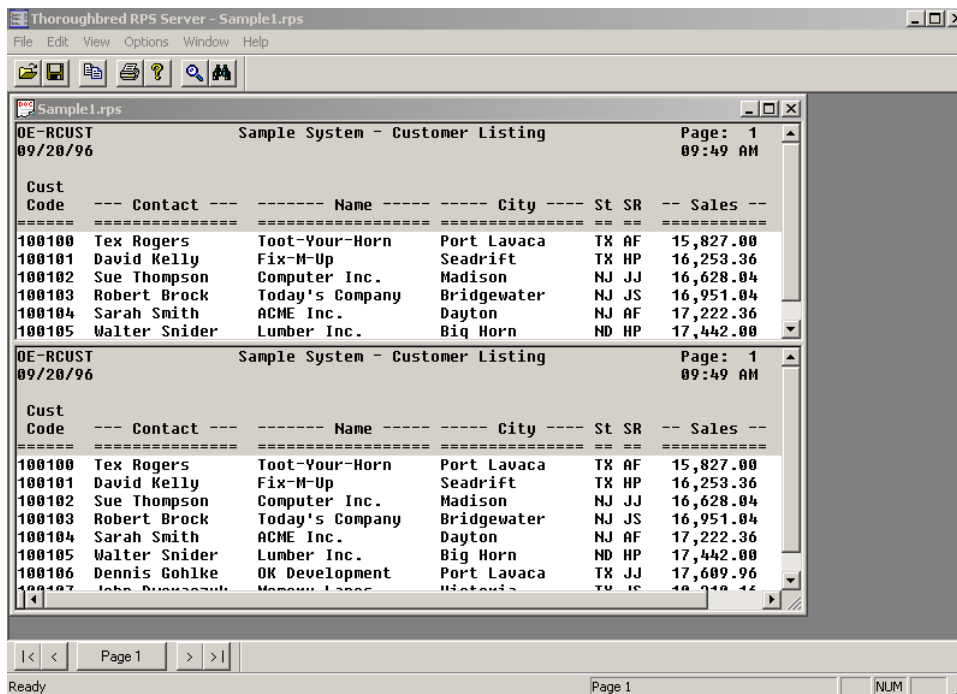 Thoroughbred RPS Server - Sample1.rps
File Edit View Options Window Help
Sample1.rps
OE-RCUST Sample System - Customer Listing Page: 1
09/20/96 09:49 AM
Cust
Code --- Contact --- ------- Name ----- ----- City ---- St SR -- Sales --
====== =============== ================== =============== == == ============
100100 Tex Rogers Toot-Your-Horn Port Lavaca TX AF 15,827.00
100101 David Kelly Fix-M-Up Seadrift TX HP 16,253.36
100102 Sue Thompson Computer Inc. Madison NJ JJ 16,628.04
100103 Robert Brock Today's Company Bridgewater NJ JS 16,951.04
100104 Sarah Smith ACME Inc. Dayton NJ AF 17,222.36
100105 Walter Snider Lumber Inc. Big Horn ND HP 17,442.00
OE-RCUST Sample System - Customer Listing Page: 1
09/20/96 09:49 AM
Cust
Code --- Contact --- ------- Name ----- ----- City ---- St SR -- Sales --
====== =============== ================== =============== == == ============
100100 Tex Rogers Toot-Your-Horn Port Lavaca TX AF 15,827.00
100101 David Kelly Fix-M-Up Seadrift TX HP 16,253.36
100102 Sue Thompson Computer Inc. Madison NJ JJ 16,628.04
100103 Robert Brock Today's Company Bridgewater NJ JS 16,951.04
100104 Sarah Smith ACME Inc. Dayton NJ AF 17,222.36
100105 Walter Snider Lumber Inc. Big Horn ND HP 17,442.00
100106 Dennis Gohlke OK Development Port Lavaca TX JJ 17,609.96
100107 John Victoria TX JS
|< < Page 1 > >|
Ready Page 1 NUM